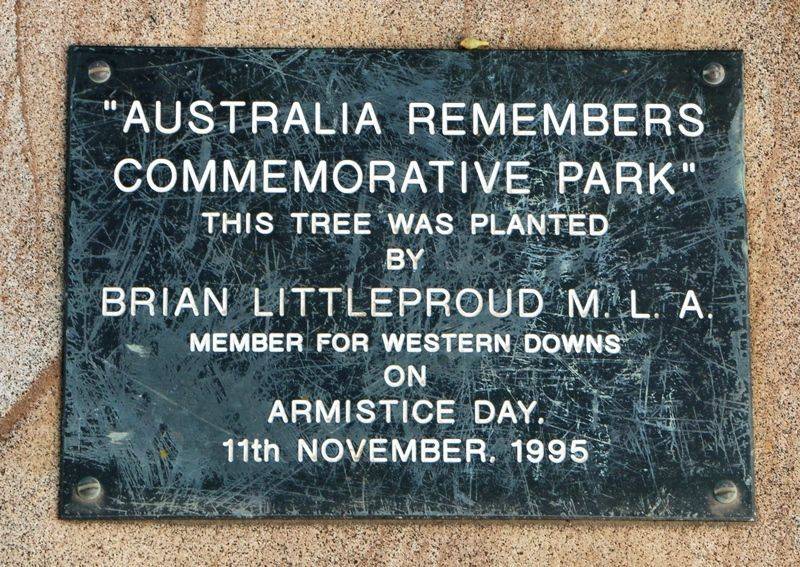 "AUSTRALIA REMEMBERS
COMMEMORATIVE PARK"
THIS TREE WAS PLANTED
BY
BRIAN LITTLEPROUD M. L. A.
MEMBER FOR WESTERN DOWNS
ON
ARMISTICE DAY.
11th NOVEMBER. 1995